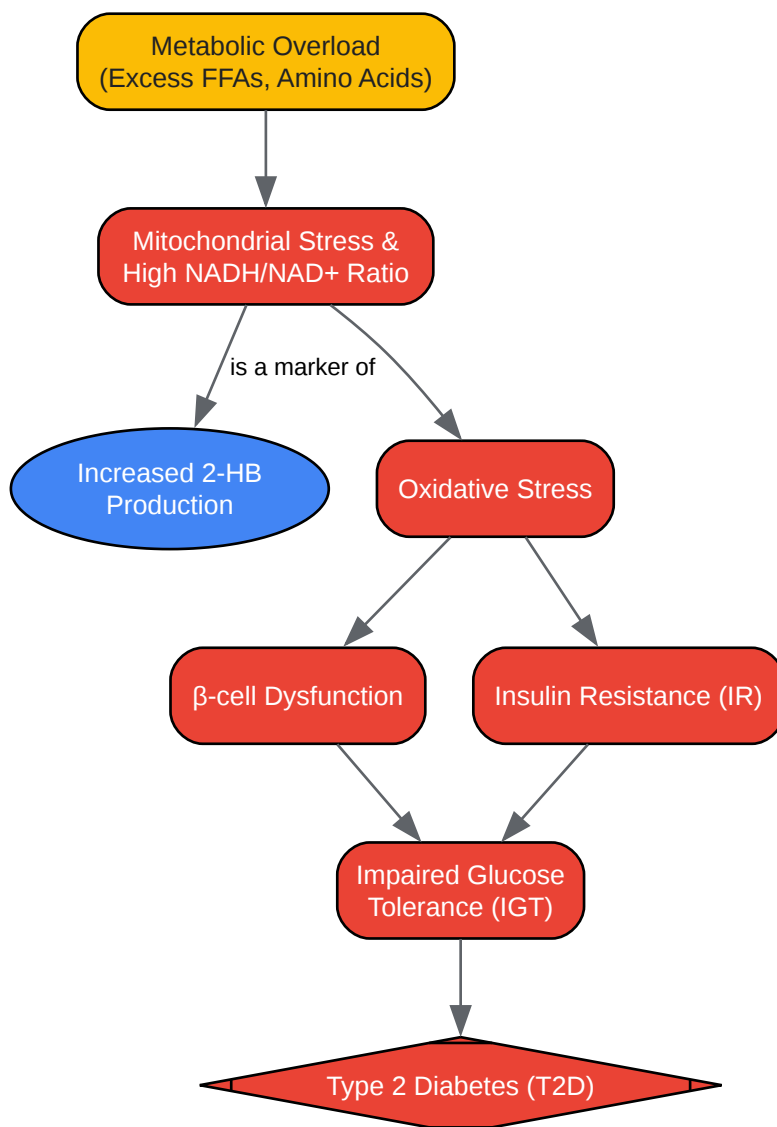 Metabolic Overload
(Excess FFAs, Amino Acids)
Mitochondrial Stress &
High NADH/NAD+ Ratio
is a marker of
Increased 2-HB
Production
Oxidative Stress
β-cell Dysfunction
Insulin Resistance (IR)
Impaired Glucose
Tolerance (IGT)
Type 2 Diabetes (T2D)